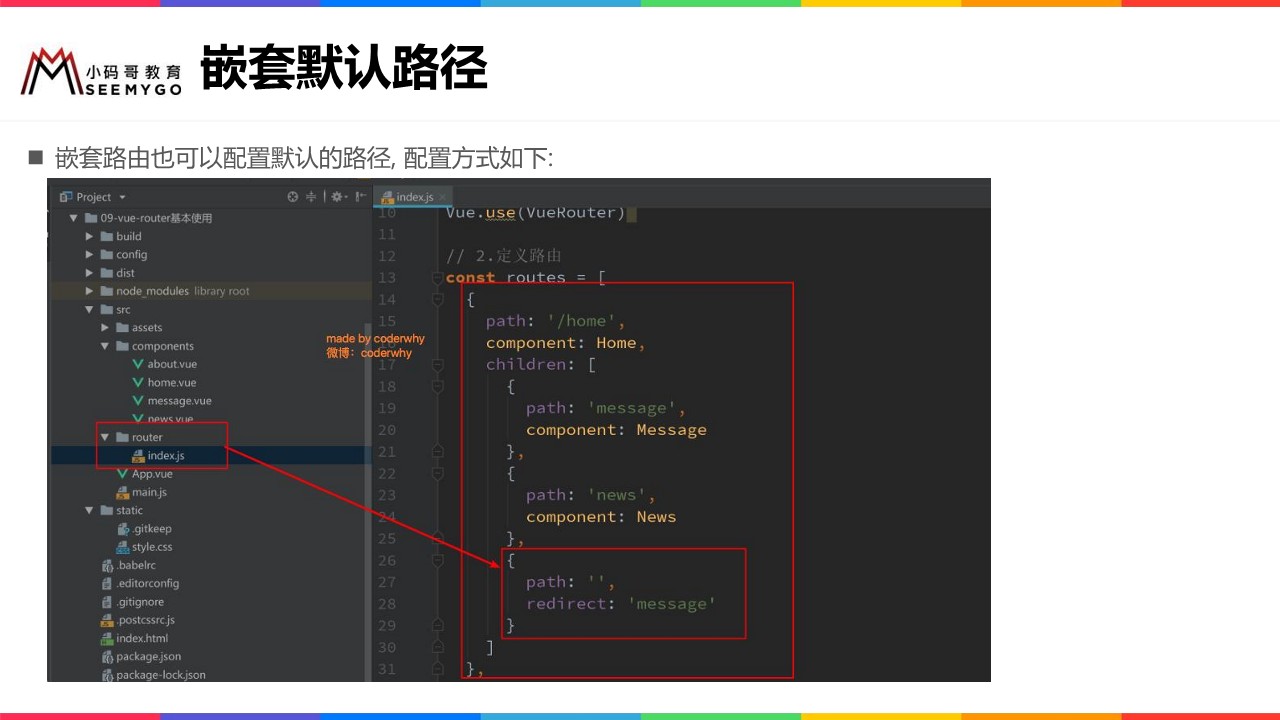 小码哥教育
SEEMYGO
嵌套默认路径
嵌套路由也可以配置默认的路径, 配置方式如下:
Project
09-vue-router基本使用
build
config
dist
node_modules library root
src
assets
components
about.vue
home.vue
message.vue
news.vue
router
index.js
App.vue
main.js
static
.gitkeep
style.css
.babelrc
.editorconfig
.gitignore
.postcssrc.js
index.html
package.json
package-lock.json
made by coderwhy
微博：coderwhy
index.js
10 Vue.use(VueRouter)
11
12 // 2.定义路由
13 const routes = [
14 {
15 path: '/home',
16 component: Home,
17 children: [
18 {
19 path: 'message',
20 component: Message
21 },
22 {
23 path: 'news',
24 component: News
25 },
26 {
27 path: '',
28 redirect: 'message'
29 }
30 ]
31 },